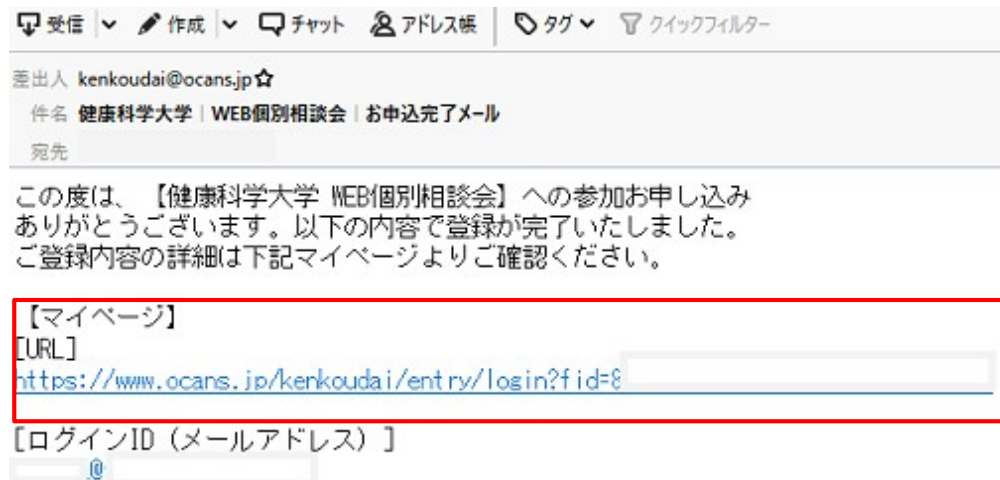 受信 作成 チャット アドレス帳 タグ クイックフィルター
差出人 kenkoudai@ocans.jp
件名 健康科学大学｜WEB個別相談会｜お申込完了メール
宛先
この度は、【健康科学大学 WEB個別相談会】への参加お申し込み
ありがとうございます。以下の内容で登録が完了いたしました。
ご登録内容の詳細は下記マイページよりご確認ください。
【マイページ】
[URL]
https://www.ocans.jp/kenkoudai/entry/login?fid=8
[ログインID（メールアドレス）]
@